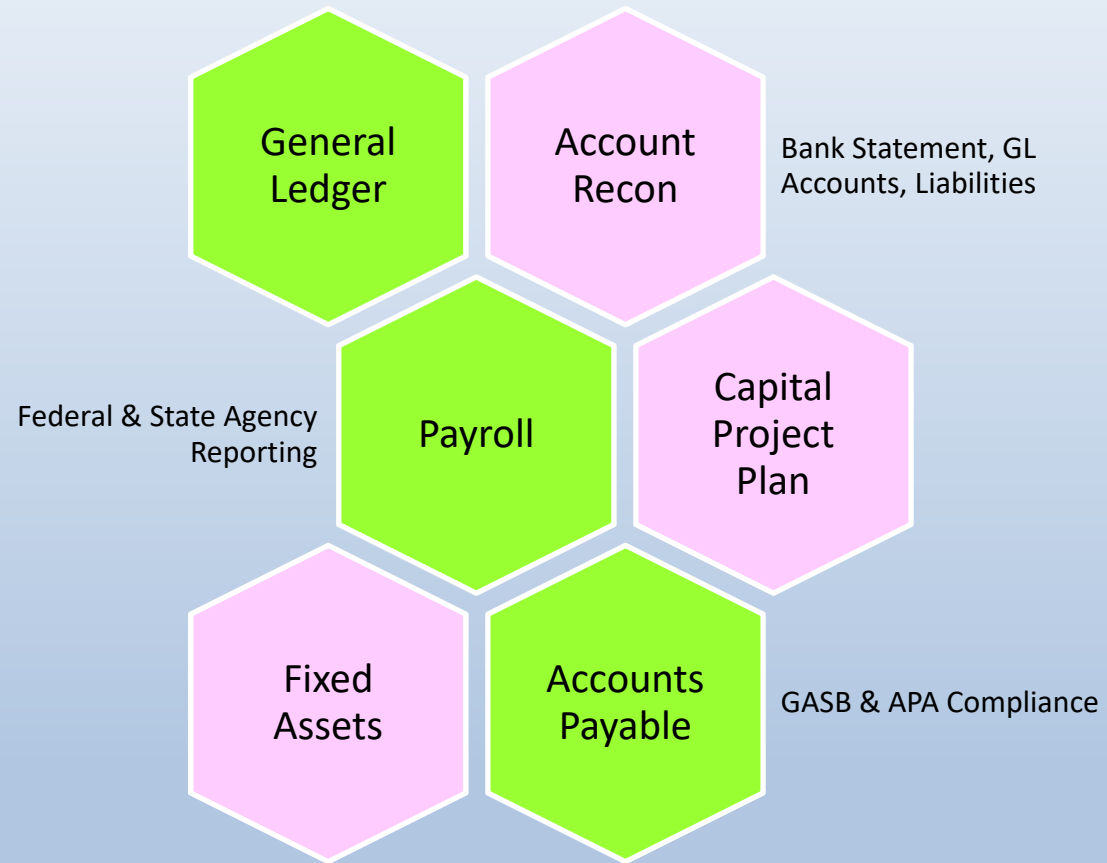 General
Ledger
Account
Recon
Bank Statement, GL
Accounts, Liabilities
Federal & State Agency
Reporting
Payroll
Capital
Project
Plan
Fixed
Assets
Accounts
Payable
GASB & APA Compliance